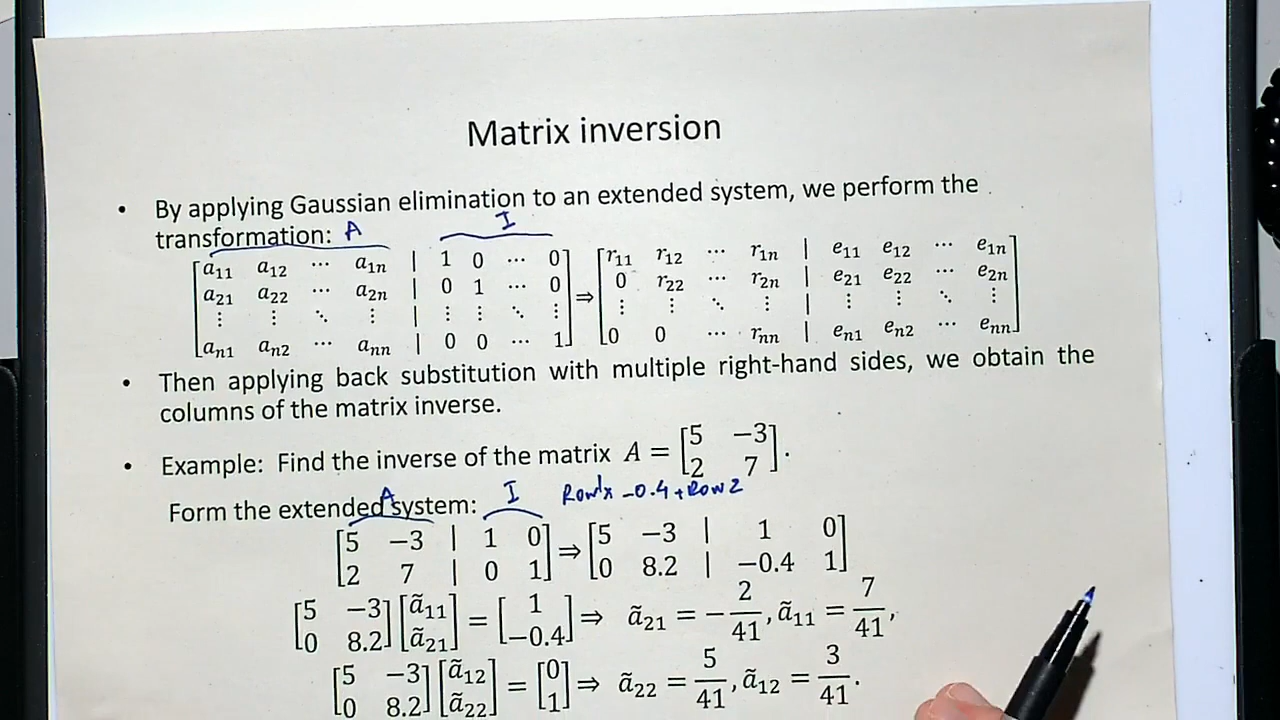 Matrix inversion
• By applying Gaussian elimination to an extended system, we perform the
transformation: A I
[a11 a12 ⋯ a1n | 1 0 ⋯ 0] [r11 r12 ⋯ r1n | e11 e12 ⋯ e1n]
[a21 a22 ⋯ a2n | 0 1 ⋯ 0] ⇒ [0 r22 ⋯ r2n | e21 e22 ⋯ e2n]
[⋮ ⋮ ⋱ ⋮ | ⋮ ⋮ ⋱ ⋮] [⋮ ⋮ ⋱ ⋮ | ⋮ ⋮ ⋱ ⋮]
[an1 an2 ⋯ ann | 0 0 ⋯ 1] [0 0 ⋯ rnn | en1 en2 ⋯ enn]
• Then applying back substitution with multiple right-hand sides, we obtain the
columns of the matrix inverse.
• Example: Find the inverse of the matrix A = [5 −3; 2 7].
Form the extended system: A I Row1x -0.4 + Row 2
[5 −3 | 1 0] ⇒ [5 −3 | 1 0]
[2 7 | 0 1] [0 8.2 | −0.4 1]
[5 −3; 0 8.2] [ã11; ã21] = [1; −0.4] ⇒ ã21 = −2/41, ã11 = 7/41,
[5 −3; 0 8.2] [ã12; ã22] = [0; 1] ⇒ ã22 = 5/41, ã12 = 3/41.